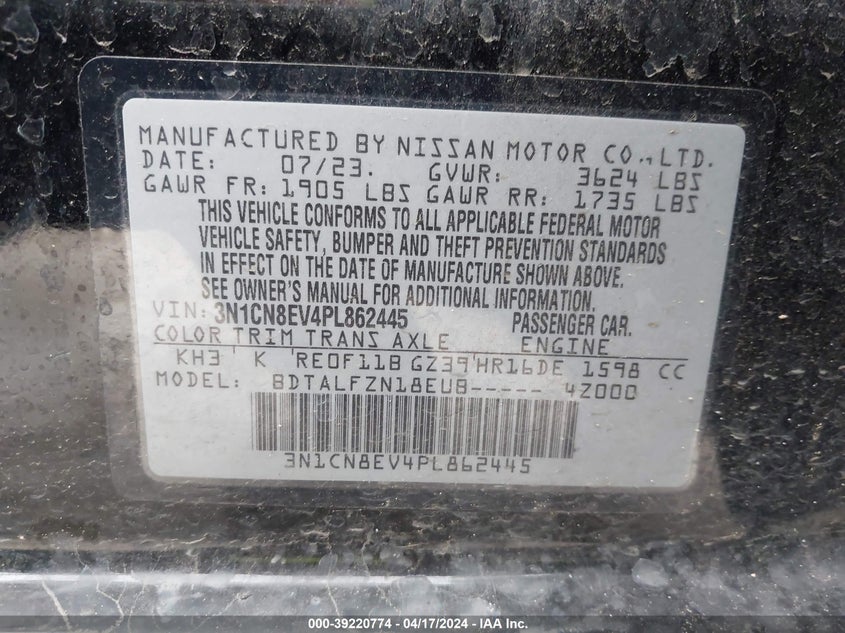 MANUFACTURED BY NISSAN MOTOR CO.,LTD.
DATE: 07/23. GVWR: 3624 LBS
GAWR FR: 1905 LBS GAWR RR: 1735 LBS
THIS VEHICLE CONFORMS TO ALL APPLICABLE FEDERAL MOTOR
VEHICLE SAFETY, BUMPER AND THEFT PREVENTION STANDARDS
IN EFFECT ON THE DATE OF MANUFACTURE SHOWN ABOVE.
SEE OWNER'S MANUAL FOR ADDITIONAL INFORMATION.
VIN: 3N1CN8EV4PL862445 PASSENGER CAR.
COLOR TRIM TRANS AXLE ENGINE
KH3 ' K 'RE0F11B GZ39'HR16DE 1598 CC
MODEL: BDTALFZN18EUB----- 4Z000
3N1CN8EV4PL862445
000-39220774 - 04/17/2024 - IAA